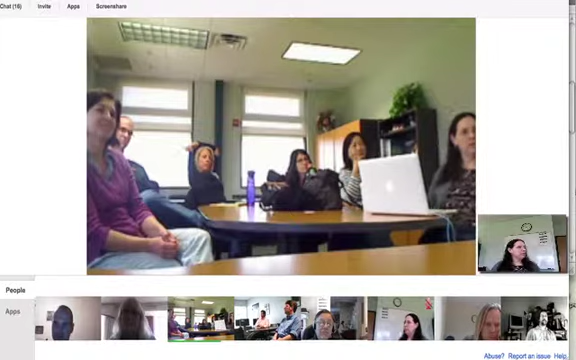 Chat (18) Invite Apps Screenshare
People
Apps
Abuse? Report an issue Help